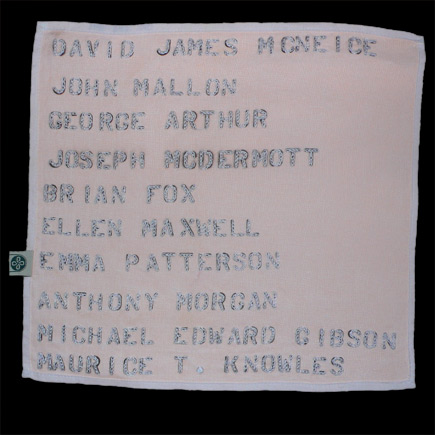 DAVID JAMES MCNEICE
JOHN MALLON
GEORGE ARTHUR
JOSEPH MCDERMOTT
BRIAN FOX
ELLEN MAXWELL
EMMA PATTERSON
ANTHONY MORGAN
MICHAEL EDWARD GIBSON
MAURICE T. KNOWLES